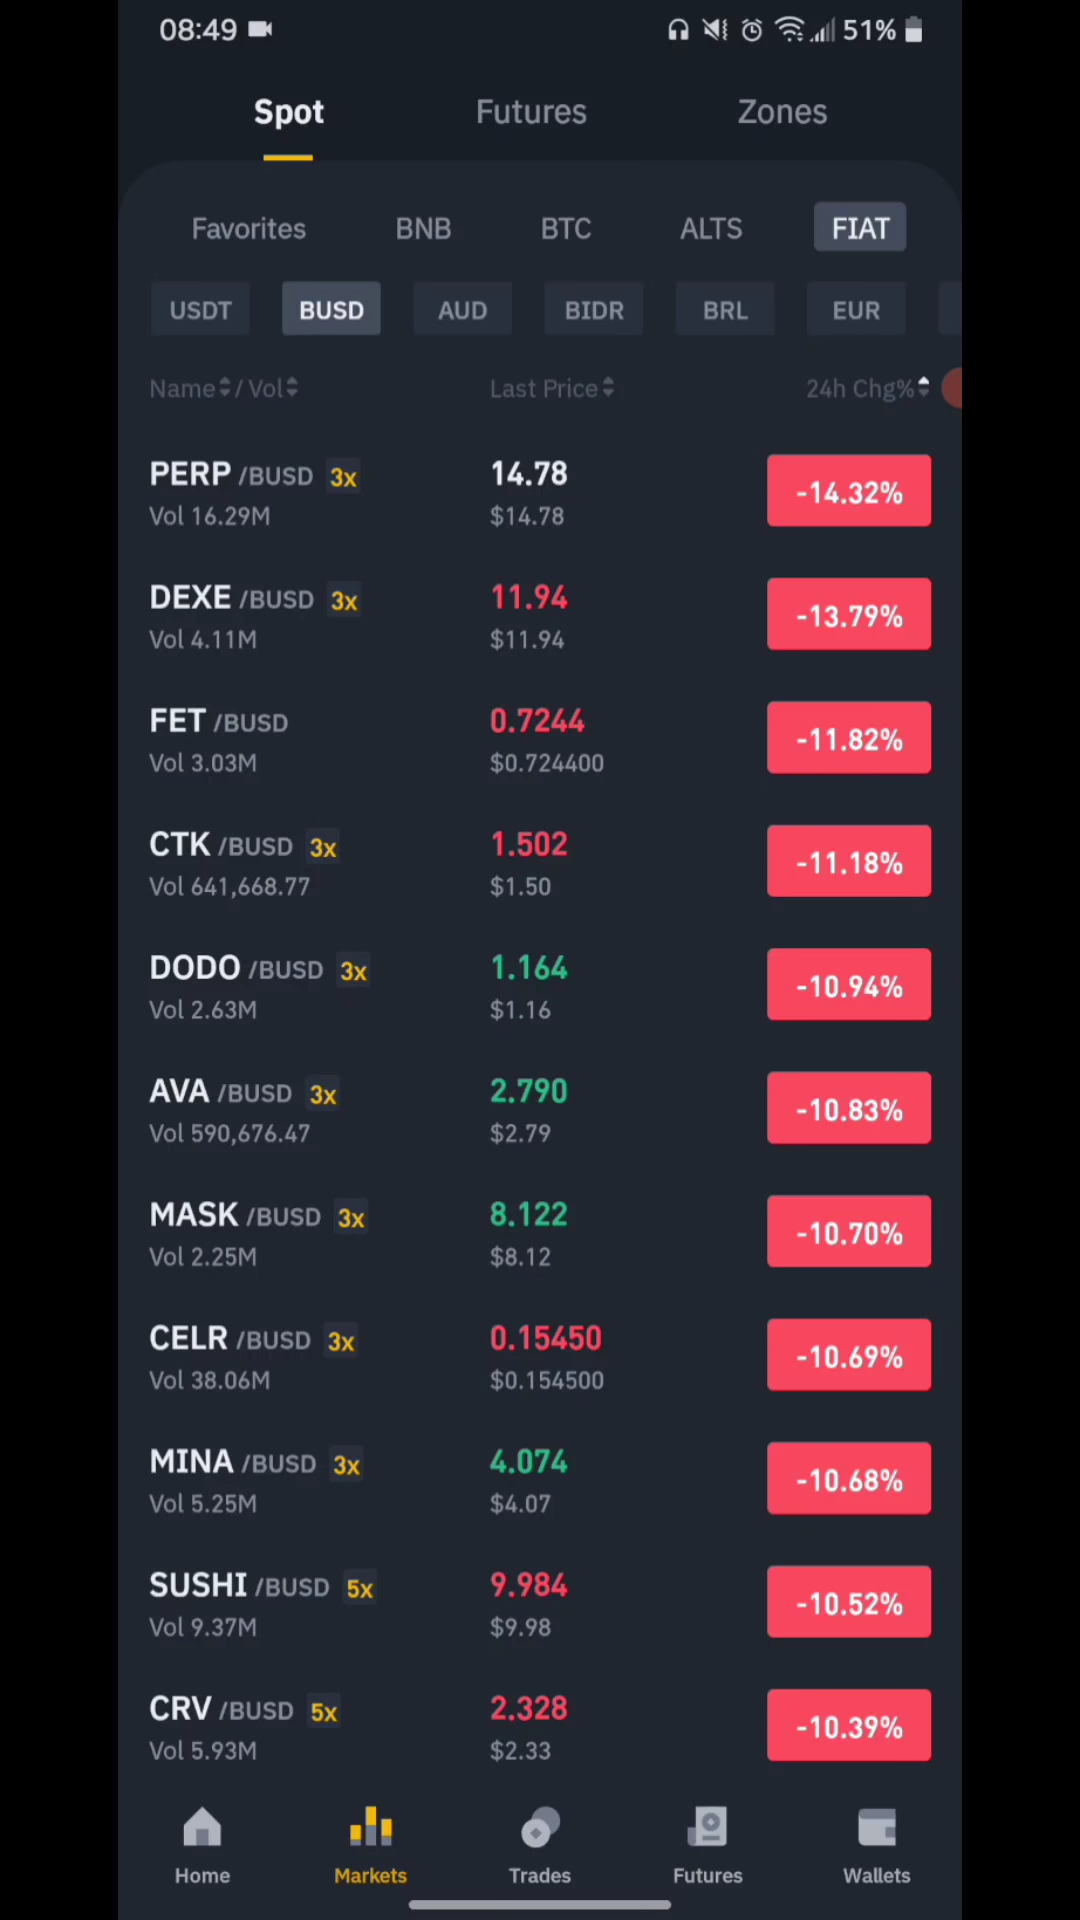 08:49 51%
Spot Futures Zones
Favorites BNB BTC ALTS FIAT
USDT BUSD AUD BIDR BRL EUR
Name / Vol Last Price 24h Chg%
PERP /BUSD 3x 14.78 -14.32%
Vol 16.29M $14.78
DEXE /BUSD 3x 11.94 -13.79%
Vol 4.11M $11.94
FET /BUSD 0.7244 -11.82%
Vol 3.03M $0.724400
CTK /BUSD 3x 1.502 -11.18%
Vol 641,668.77 $1.50
DODO /BUSD 3x 1.164 -10.94%
Vol 2.63M $1.16
AVA /BUSD 3x 2.790 -10.83%
Vol 590,676.47 $2.79
MASK /BUSD 3x 8.122 -10.70%
Vol 2.25M $8.12
CELR /BUSD 3x 0.15450 -10.69%
Vol 38.06M $0.154500
MINA /BUSD 3x 4.074 -10.68%
Vol 5.25M $4.07
SUSHI /BUSD 5x 9.984 -10.52%
Vol 9.37M $9.98
CRV /BUSD 5x 2.328 -10.39%
Vol 5.93M $2.33
Home Markets Trades Futures Wallets